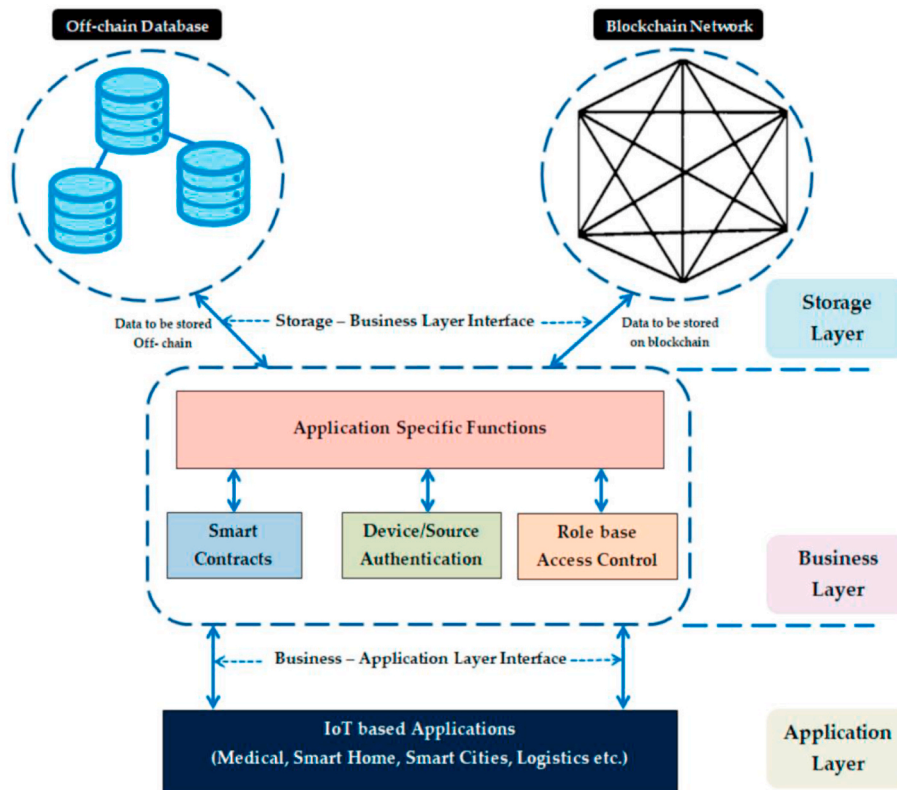 Off-chain Database
Blockchain Network
Data to be stored
Off- chain
Storage – Business Layer Interface
Data to be stored
on blockchain
Storage
Layer
Application Specific Functions
Smart
Contracts
Device/Source
Authentication
Role base
Access Control
Business
Layer
Business – Application Layer Interface
IoT based Applications
(Medical, Smart Home, Smart Cities, Logistics etc.)
Application
Layer